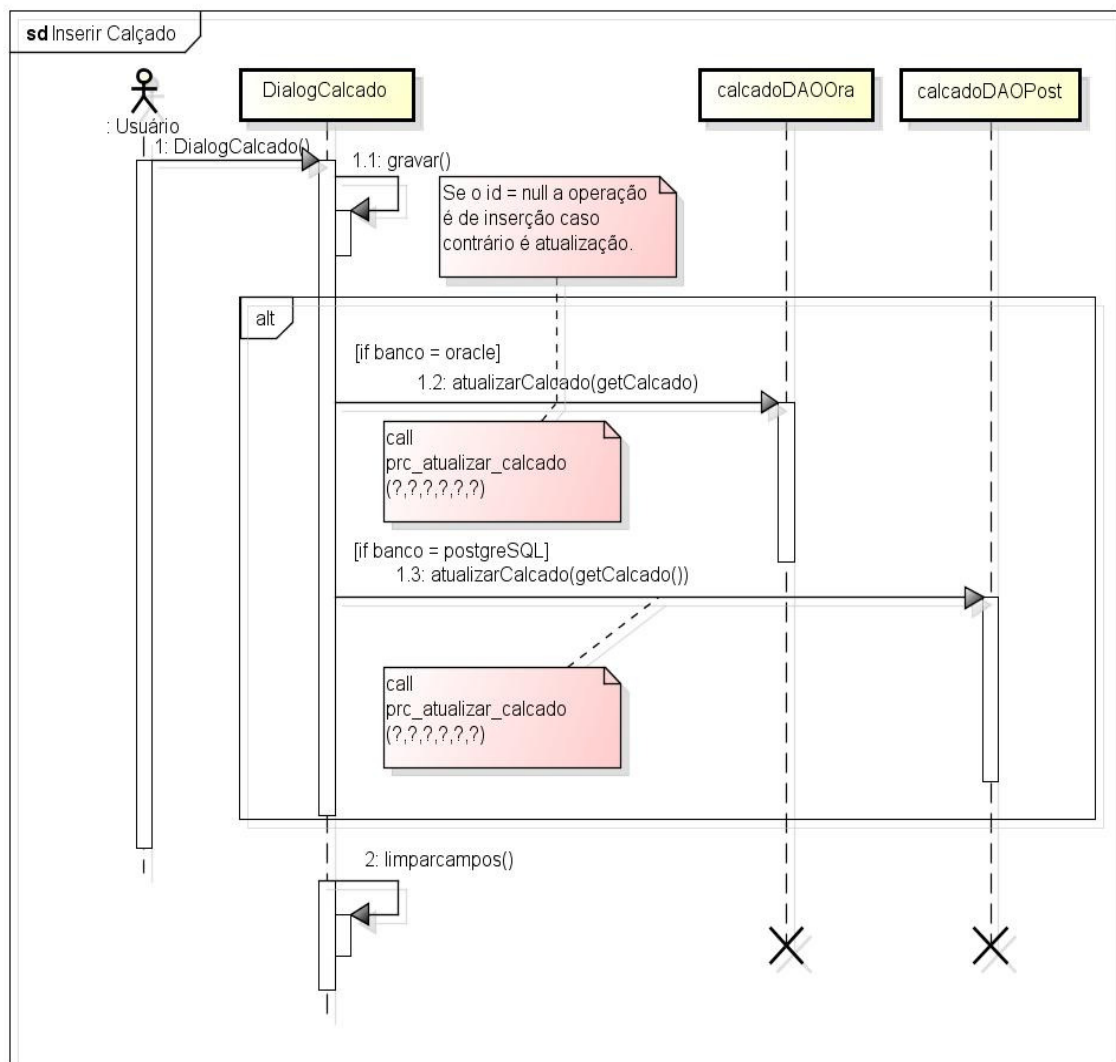 sd Inserir Calçado
DialogCalcado
calcadoDAOOra
calcadoDAOPost
: Usuário
1: DialogCalcado()
1.1: gravar()
Se o id = null a operação
é de inserção caso
contrário é atualização.
alt
[if banco = oracle]
1.2: atualizarCalcado(getCalcado)
call
prc_atualizar_calcado
(?,?,?,?,?,?)
[if banco = postgreSQL]
1.3: atualizarCalcado(getCalcado())
call
prc_atualizar_calcado
(?,?,?,?,?,?)
2: limparcampos()